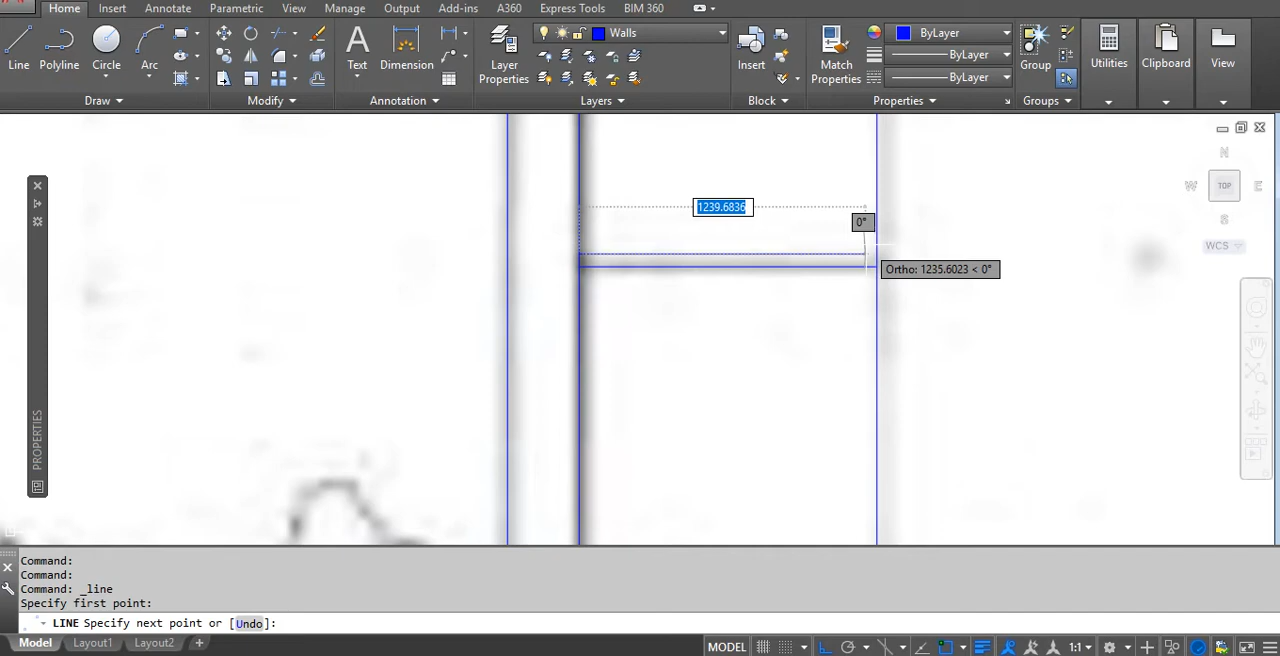 Home Insert Annotate Parametric View Manage Output Add-ins A360 Express Tools BIM 360
Line Polyline Circle Arc
Text Dimension
Layer Properties
Walls
Insert
Match Properties
ByLayer
ByLayer
ByLayer
Group
Utilities
Clipboard
View
Draw Modify Annotation Layers Block Properties Groups
N
W TOP E
S
WCS
1239.6836
0°
Ortho: 1235.6023 < 0°
PROPERTIES
Command:
Command:
Command: _line
Specify first point:
LINE Specify next point or [Undo]:
Model Layout1 Layout2 +
MODEL 1:1